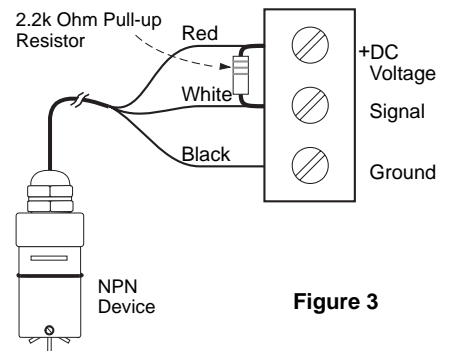 2.2k Ohm Pull-up
Resistor
Red
+DC
Voltage
White
Signal
Black
Ground
NPN
Device
Figure 3